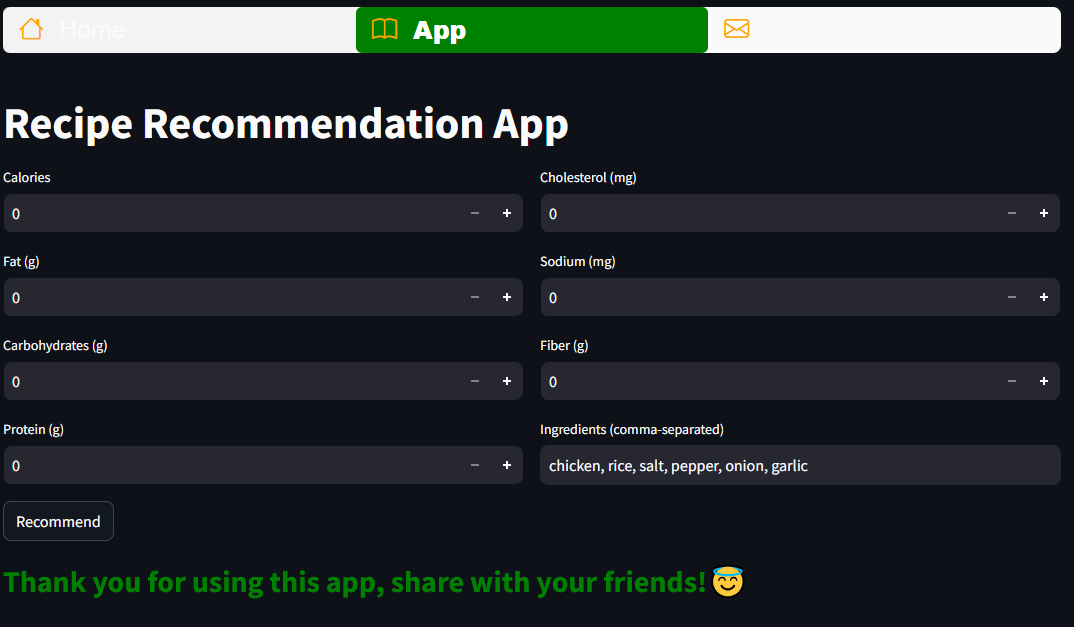 Home App
Recipe Recommendation App
Calories
0
Cholesterol (mg)
0
Fat (g)
0
Sodium (mg)
0
Carbohydrates (g)
0
Fiber (g)
0
Protein (g)
0
Ingredients (comma-separated)
chicken, rice, salt, pepper, onion, garlic
Recommend
Thank you for using this app, share with your friends!😇